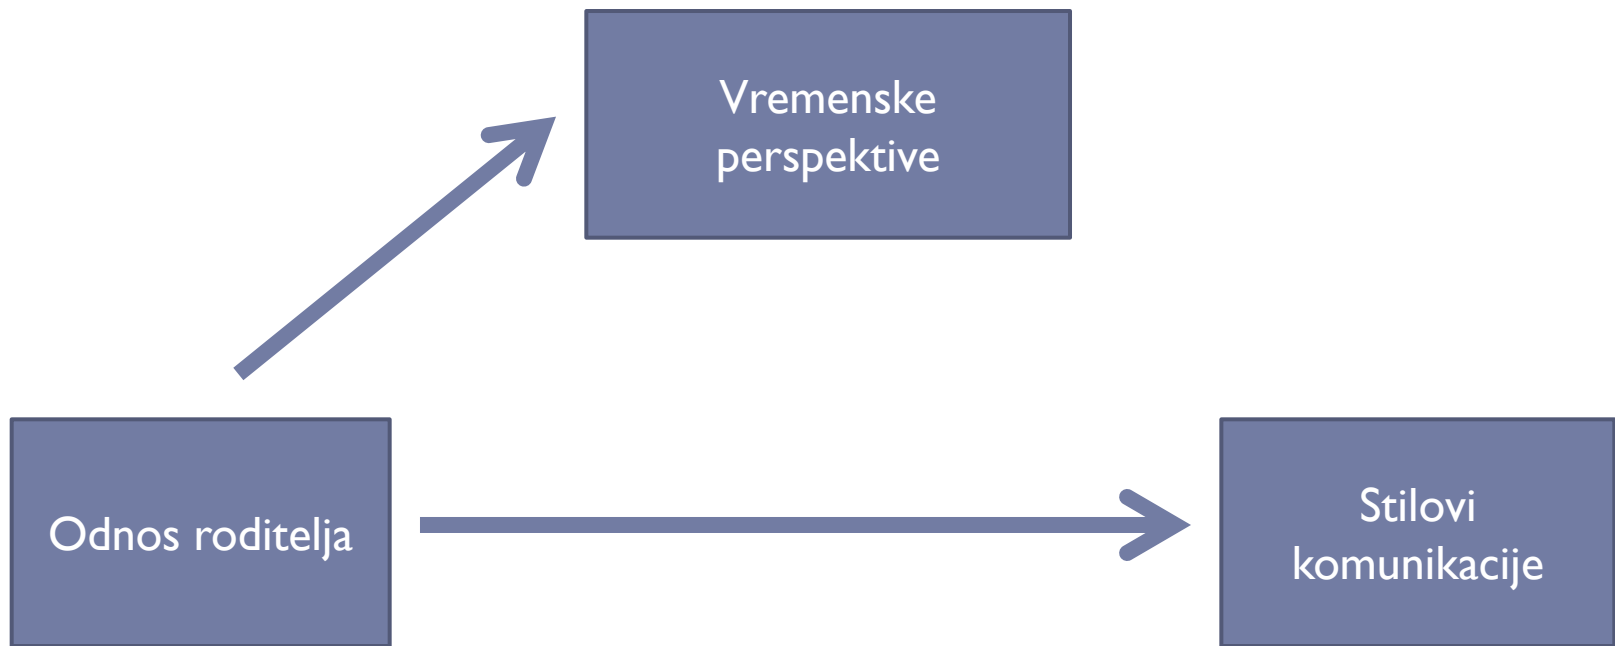 Vremenske
perspektive
Odnos roditelja
Stilovi
komunikacije